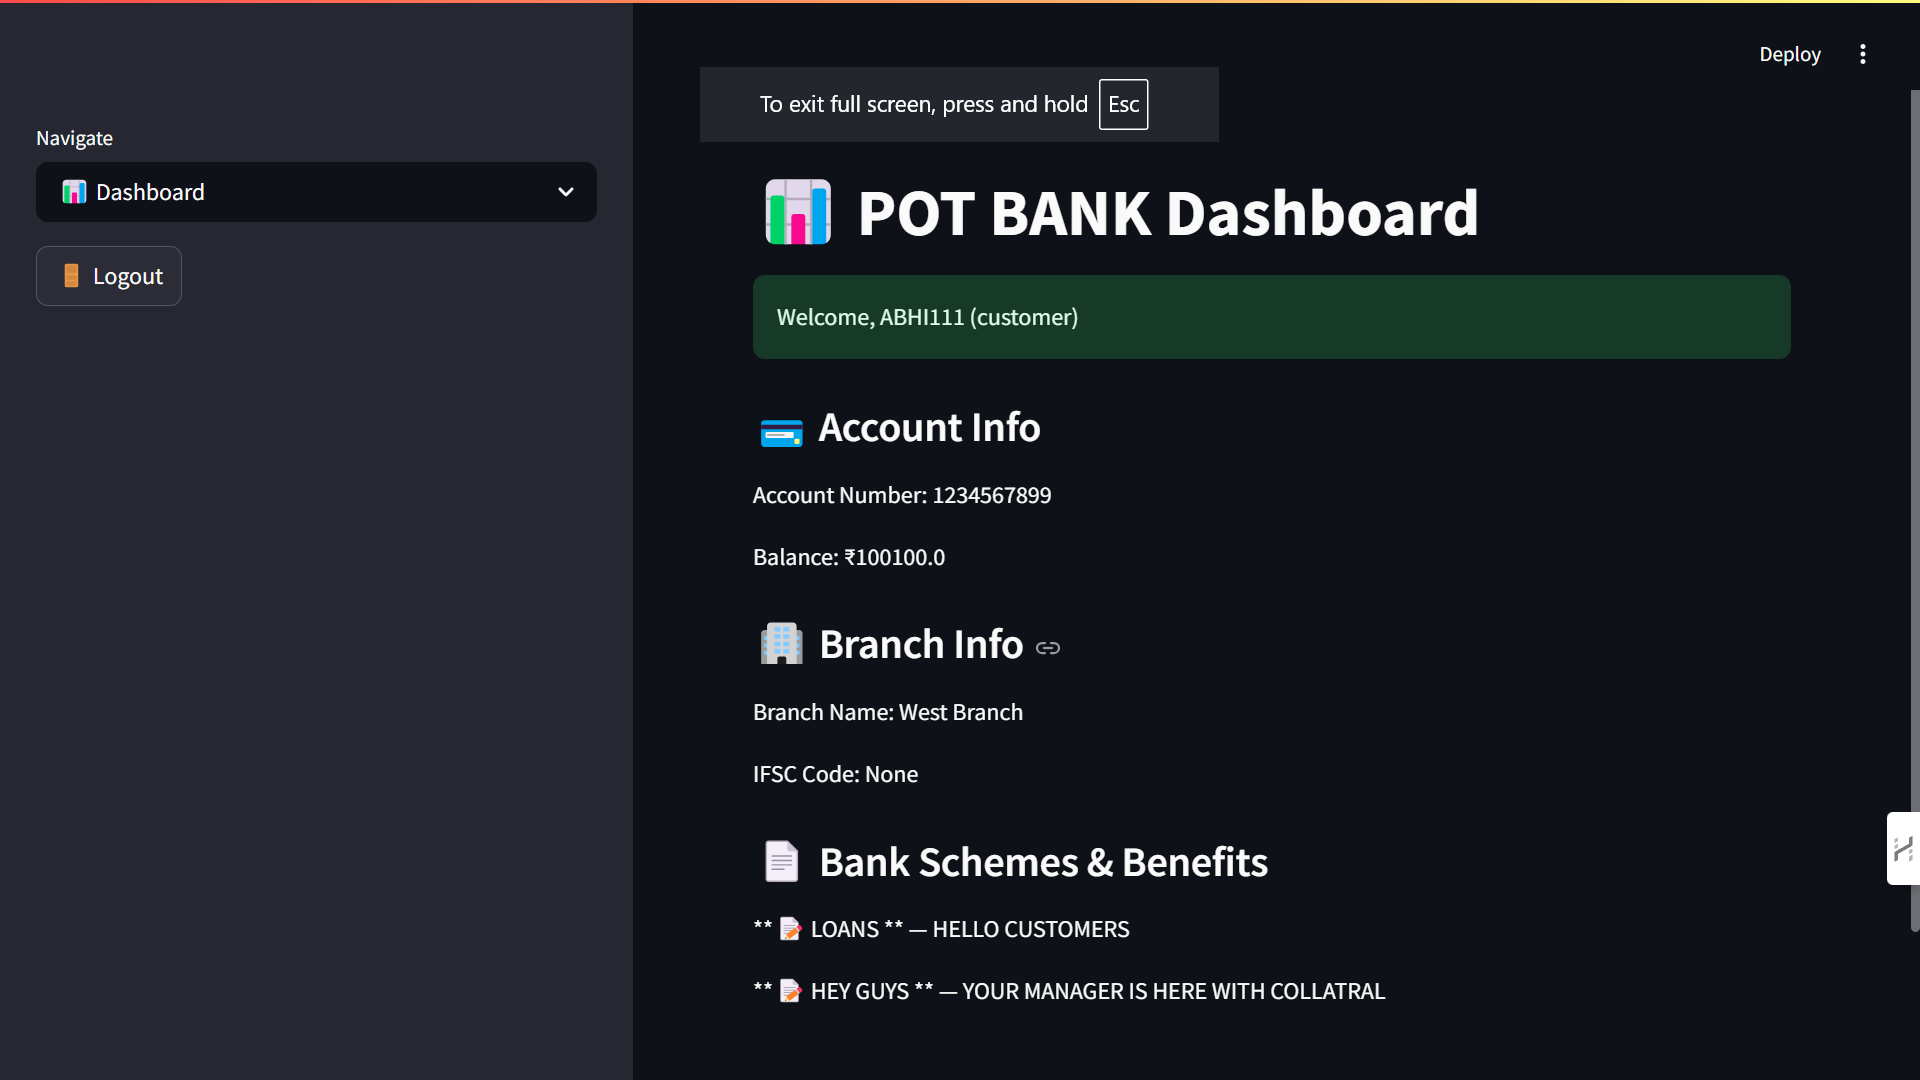 Deploy
To exit full screen, press and hold Esc
Navigate
Dashboard
Logout
POT BANK Dashboard
Welcome, ABHI111 (customer)
Account Info
Account Number: 1234567899
Balance: ₹100100.0
Branch Info
Branch Name: West Branch
IFSC Code: None
Bank Schemes & Benefits
** 📝 LOANS ** — HELLO CUSTOMERS
** 📝 HEY GUYS ** — YOUR MANAGER IS HERE WITH COLLATRAL